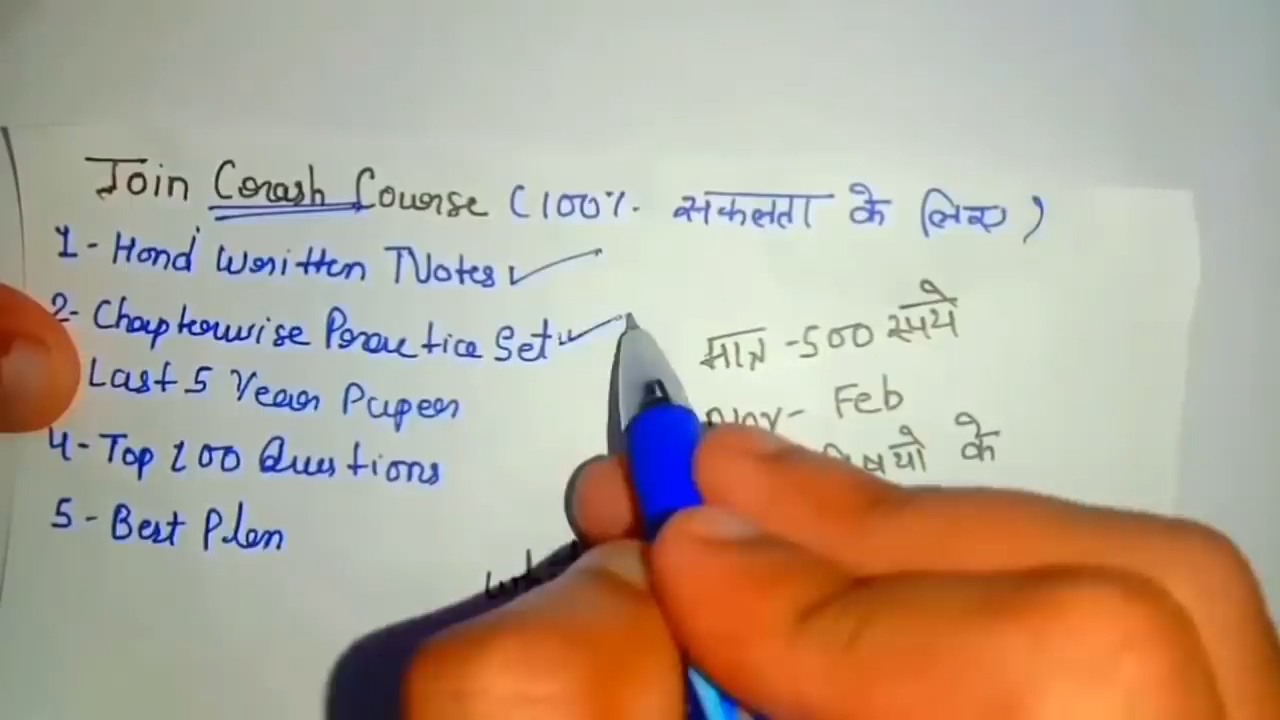 Join Crash Course (100% सफलता के लिए)
1- Hand Written Notes
2- Chapterwise Practice Set
Last 5 Year Paper
4- Top 100 Questions
5- Best Plan
मात्र -500 रुपये
- Feb
के